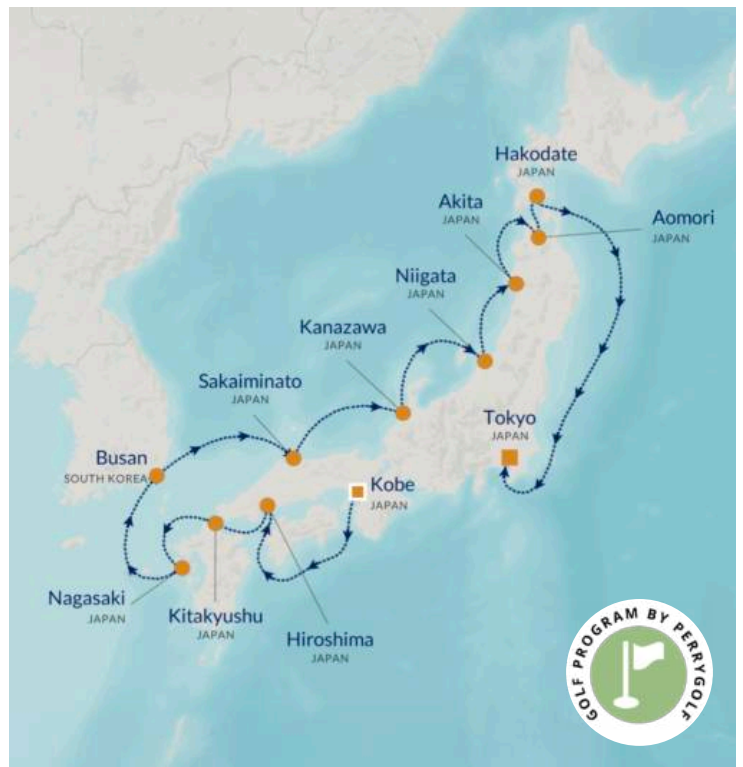 Hakodate
JAPAN
Akita
JAPAN
Aomori
JAPAN
Niigata
JAPAN
Kanazawa
JAPAN
Sakaiminato
JAPAN
Tokyo
JAPAN
Busan
SOUTH KOREA
Kobe
JAPAN
Nagasaki
JAPAN
Kitakyushu
JAPAN
Hiroshima
JAPAN
GOLF PROGRAM BY PERRYGOLF